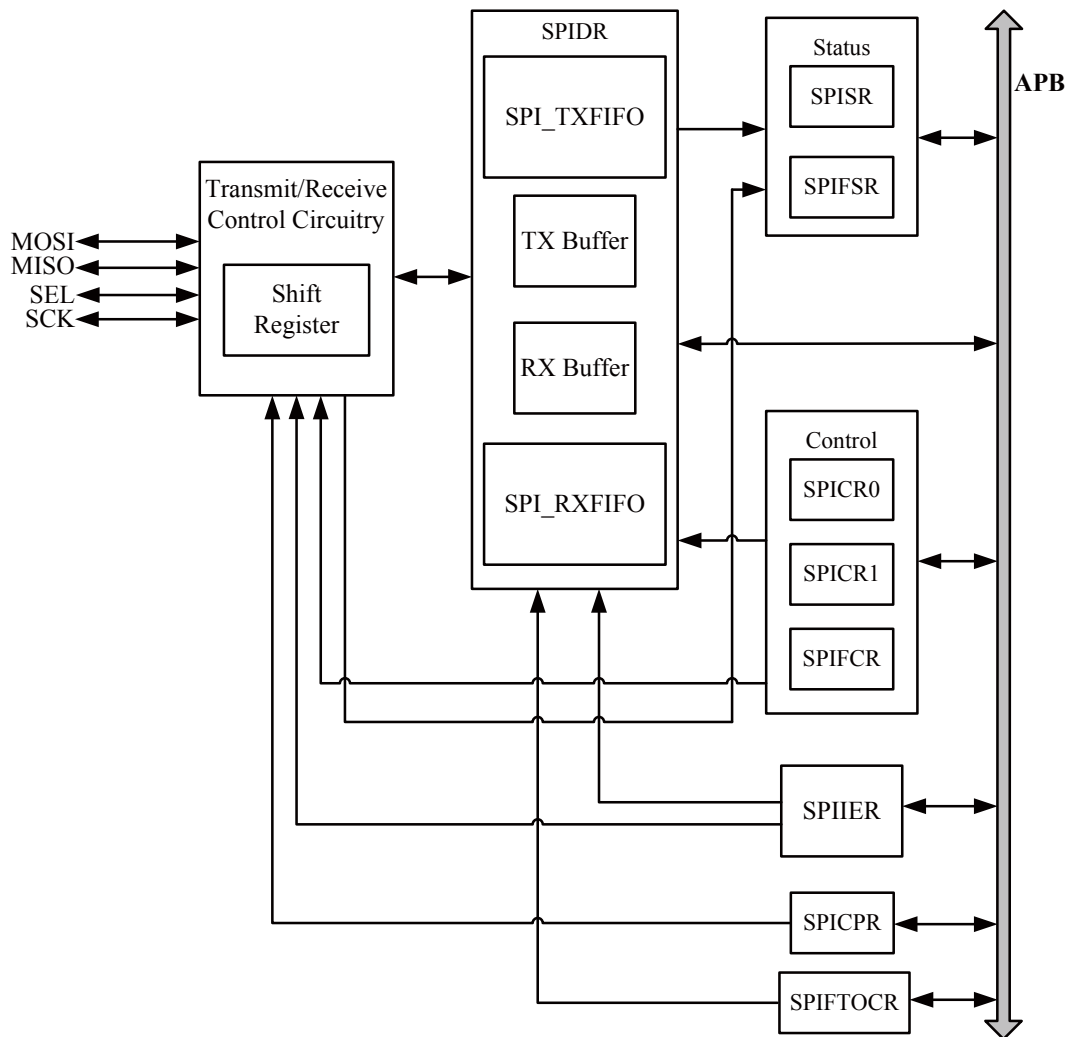 SPIDR
SPI_TXFIFO
TX Buffer
RX Buffer
SPI_RXFIFO
Status
SPISR
SPIFSR
APB
Transmit/Receive
Control Circuitry
Shift
Register
MOSI
MISO
SEL
SCK
Control
SPICR0
SPICR1
SPIFCR
SPIIER
SPICPR
SPIFTOCR